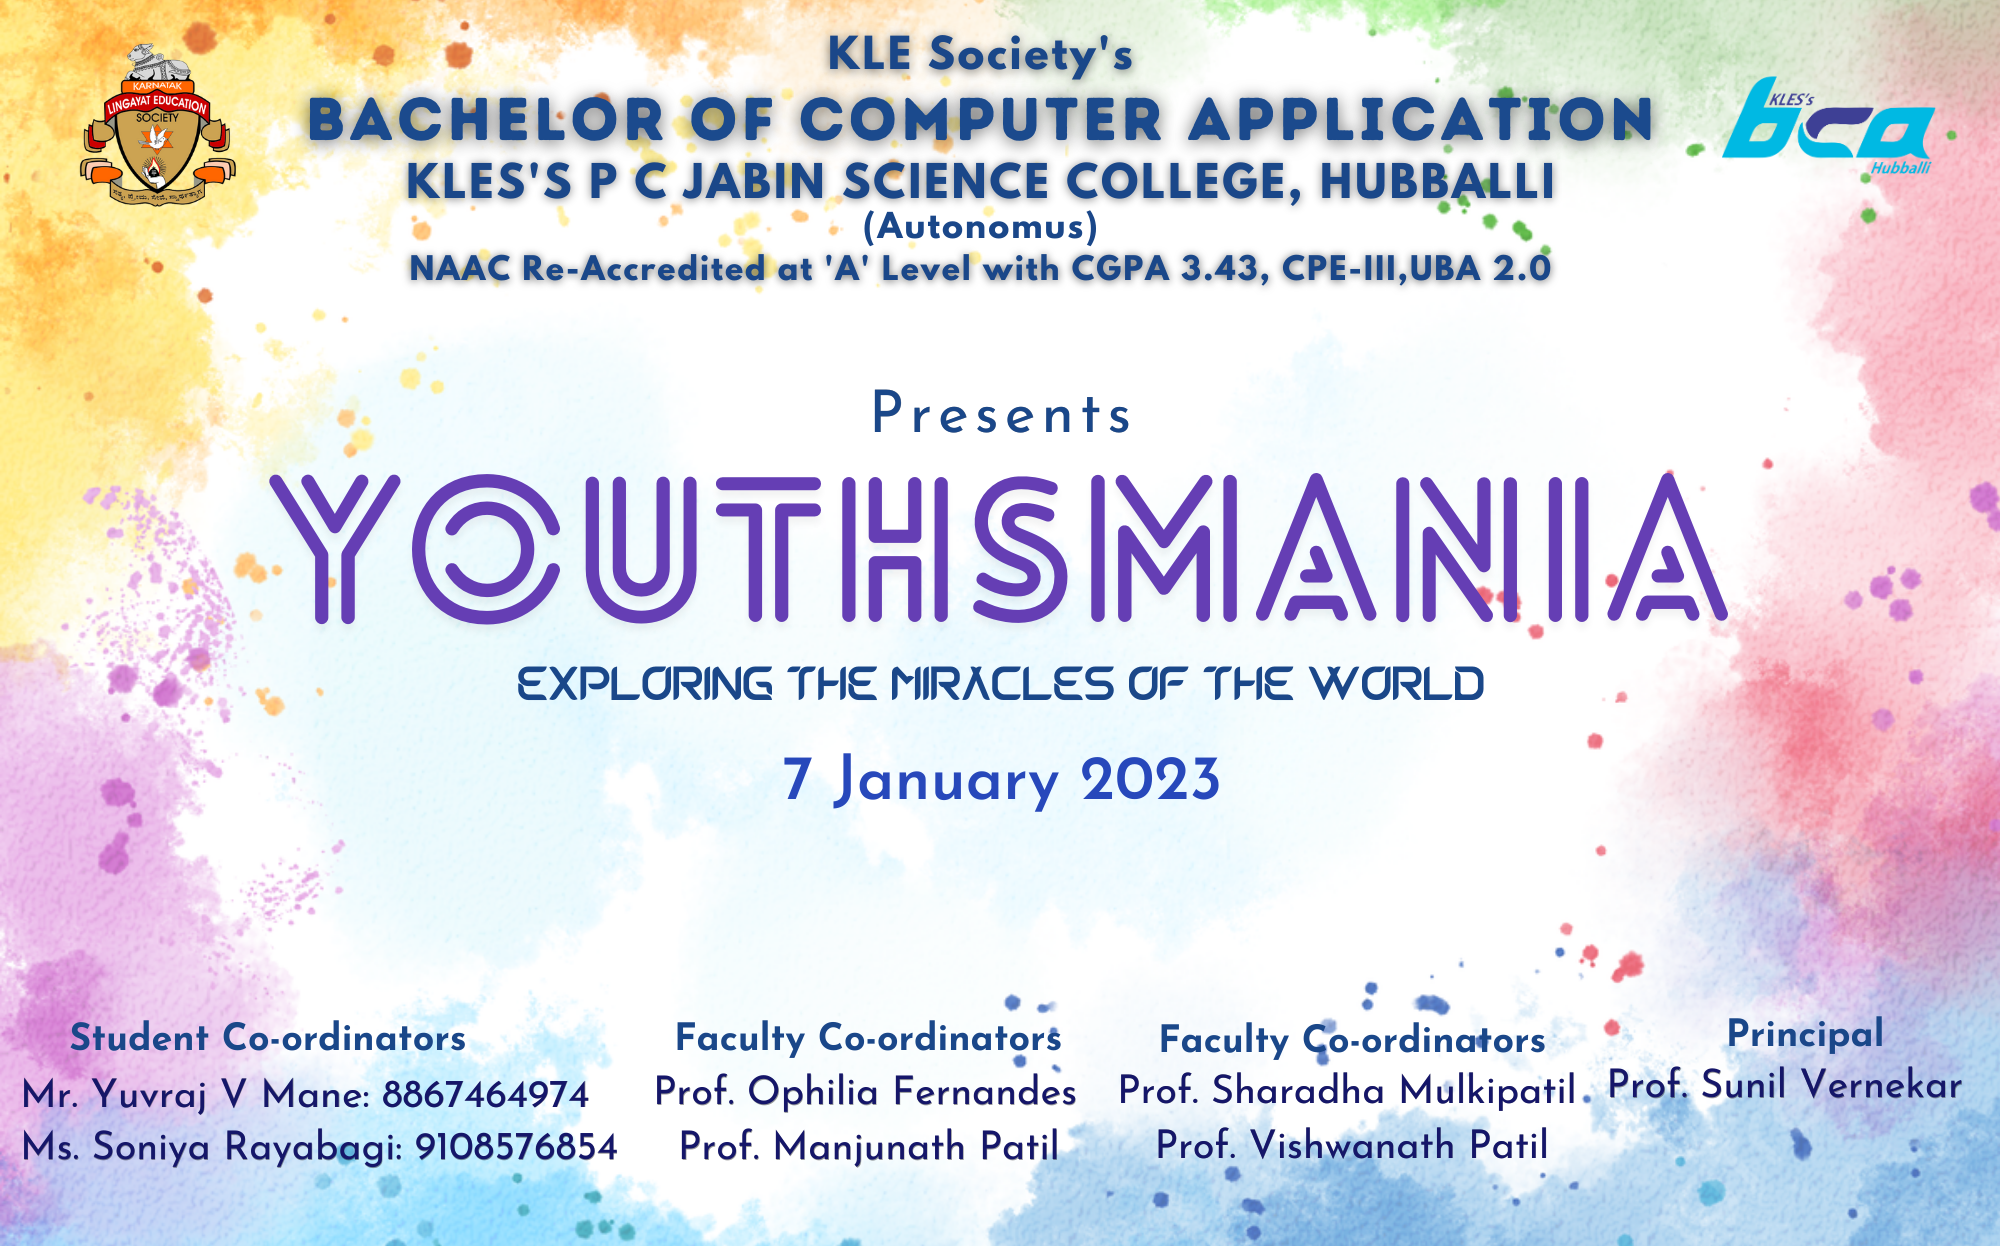 KLE Society's
BACHELOR OF COMPUTER APPLICATION
KLES'S P C JABIN SCIENCE COLLEGE, HUBBALLI
(Autonomus)
NAAC Re-Accredited at 'A' Level with CGPA 3.43, CPE-III,UBA 2.0
KARNATAK
LINGAYAT EDUCATION
SOCIETY
KLES's
bca
Hubballi
Presents
YOUTHSMANIA
EXPLORING THE MIRACLES OF THE WORLD
7 January 2023
Student Co-ordinators
Mr. Yuvraj V Mane: 8867464974
Ms. Soniya Rayabagi: 9108576854
Faculty Co-ordinators
Prof. Ophilia Fernandes
Prof. Manjunath Patil
Faculty Co-ordinators
Prof. Sharadha Mulkipatil
Prof. Vishwanath Patil
Principal
Prof. Sunil Vernekar